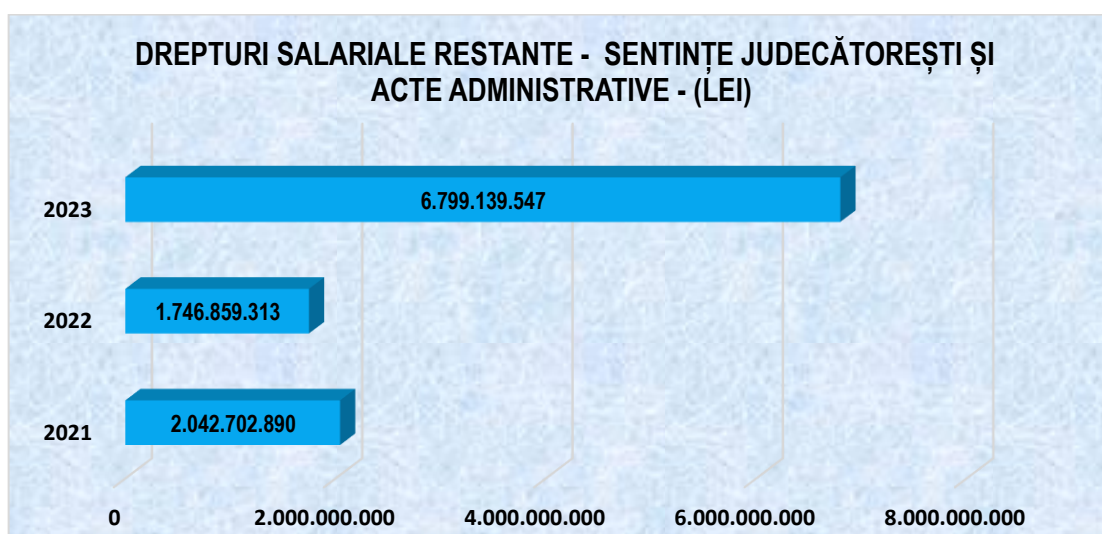 DREPTURI SALARIALE RESTANTE - SENTINȚE JUDECĂTOREȘTI ȘI
ACTE ADMINISTRATIVE - (LEI)
2023
6.799.139.547
2022
1.746.859.313
2021
2.042.702.890
0 2.000.000.000 4.000.000.000 6.000.000.000 8.000.000.000